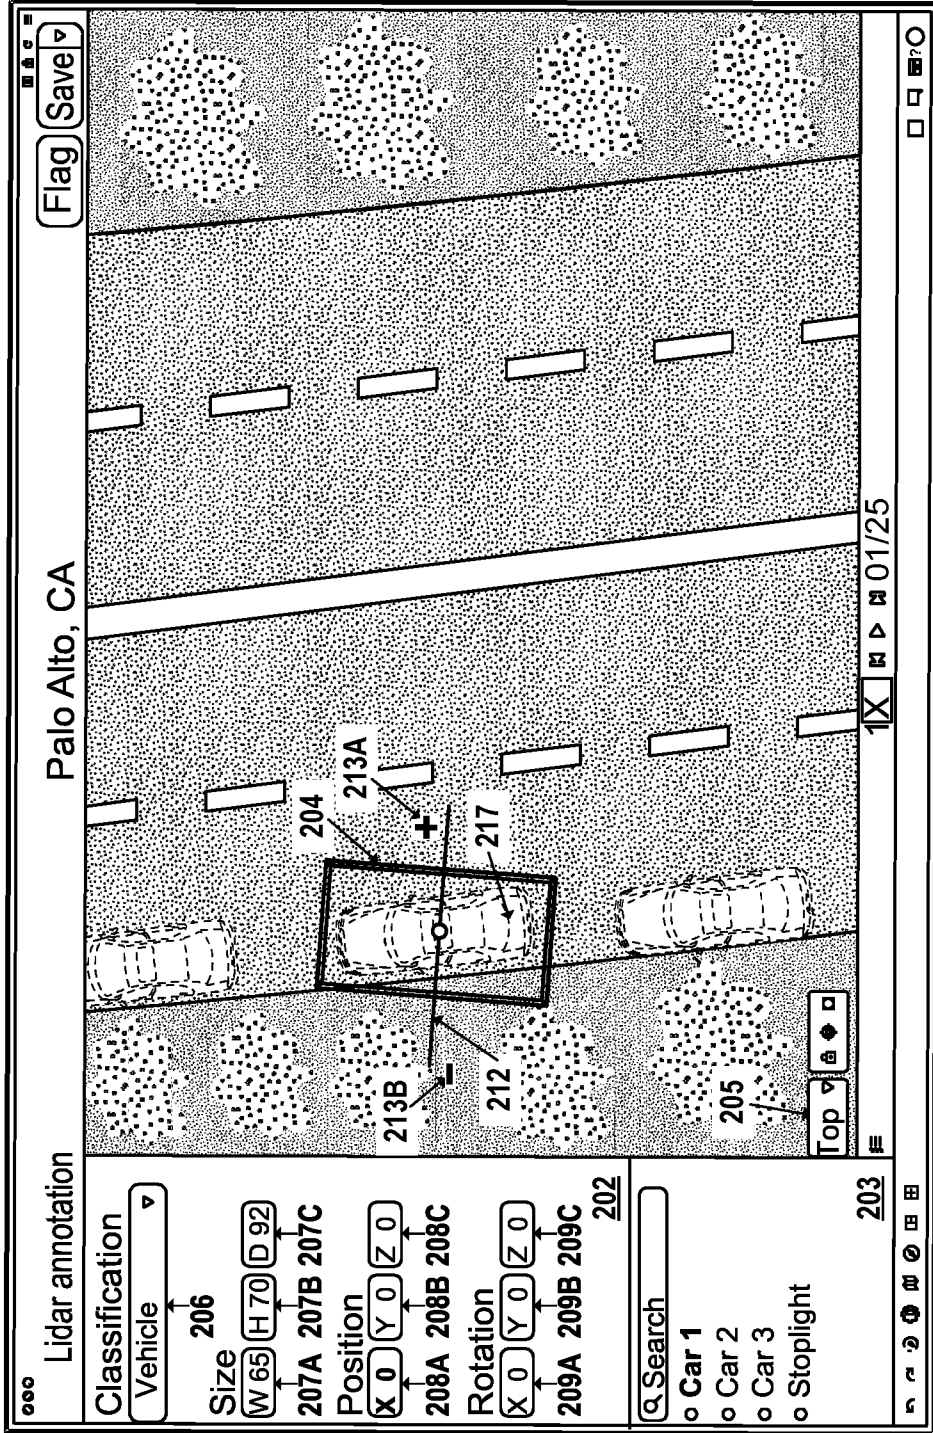 Lidar annotation
Palo Alto, CA
Flag
Save
Classification
Vehicle
206
Size
W 65 H 70 D 92
207A 207B 207C
Position
X 0 Y 0 Z 0
208A 208B 208C
Rotation
X 0 Y 0 Z 0
209A 209B 209C
202
Search
Car 1
Car 2
Car 3
Stoplight
203
204
213A
213B
212
217
205
Top
1X
01/25
?